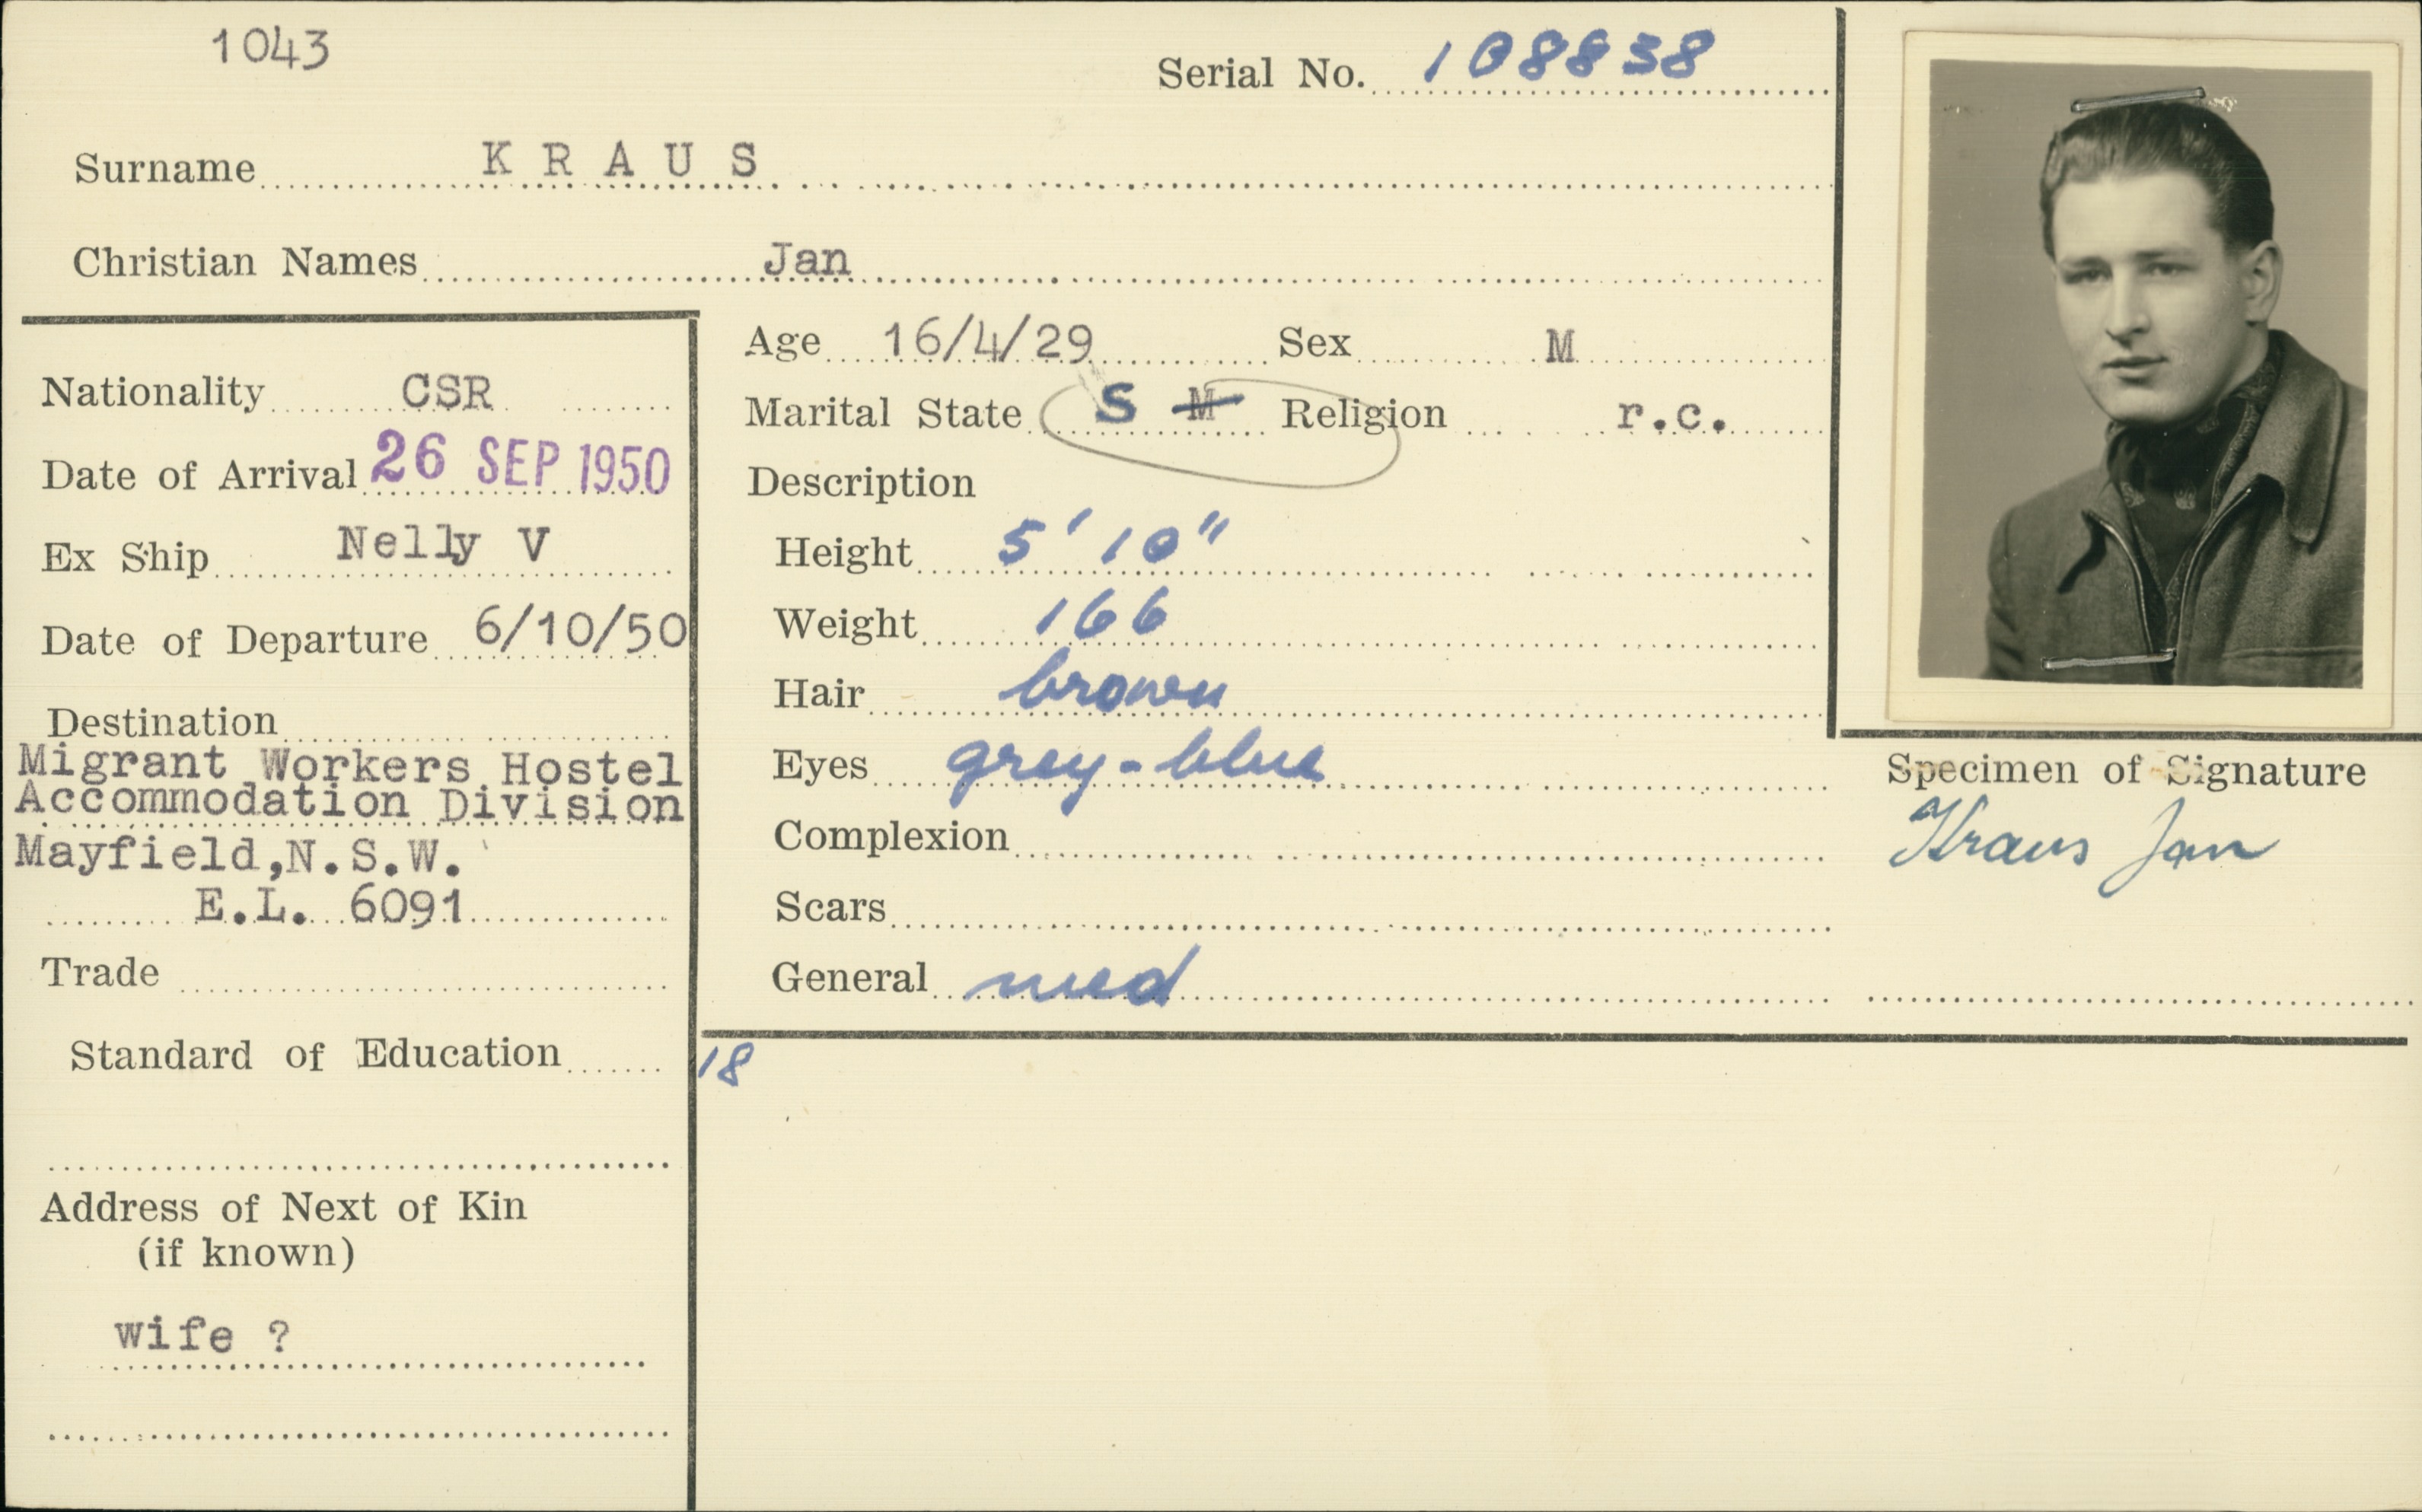 1043
Serial No. 108838
Surname KRAUS
Christian Names Jan
Nationality CSR
Date of Arrival 26 SEP 1950
Ex Ship Nelly V
Date of Departure 6/10/50
Destination
Migrant Workers Hostel
Accommodation Division
Mayfield,N.S.W.
E.L. 6091
Trade
Standard of Education
Address of Next of Kin
(if known)
wife ?
Age 16/4/29 Sex M
Marital State S M Religion r.c.
Description
Height 5' 10"
Weight 166
Hair brown
Eyes grey-blue
Complexion
Scars
General med
18
Specimen of Signature
Kraus Jan